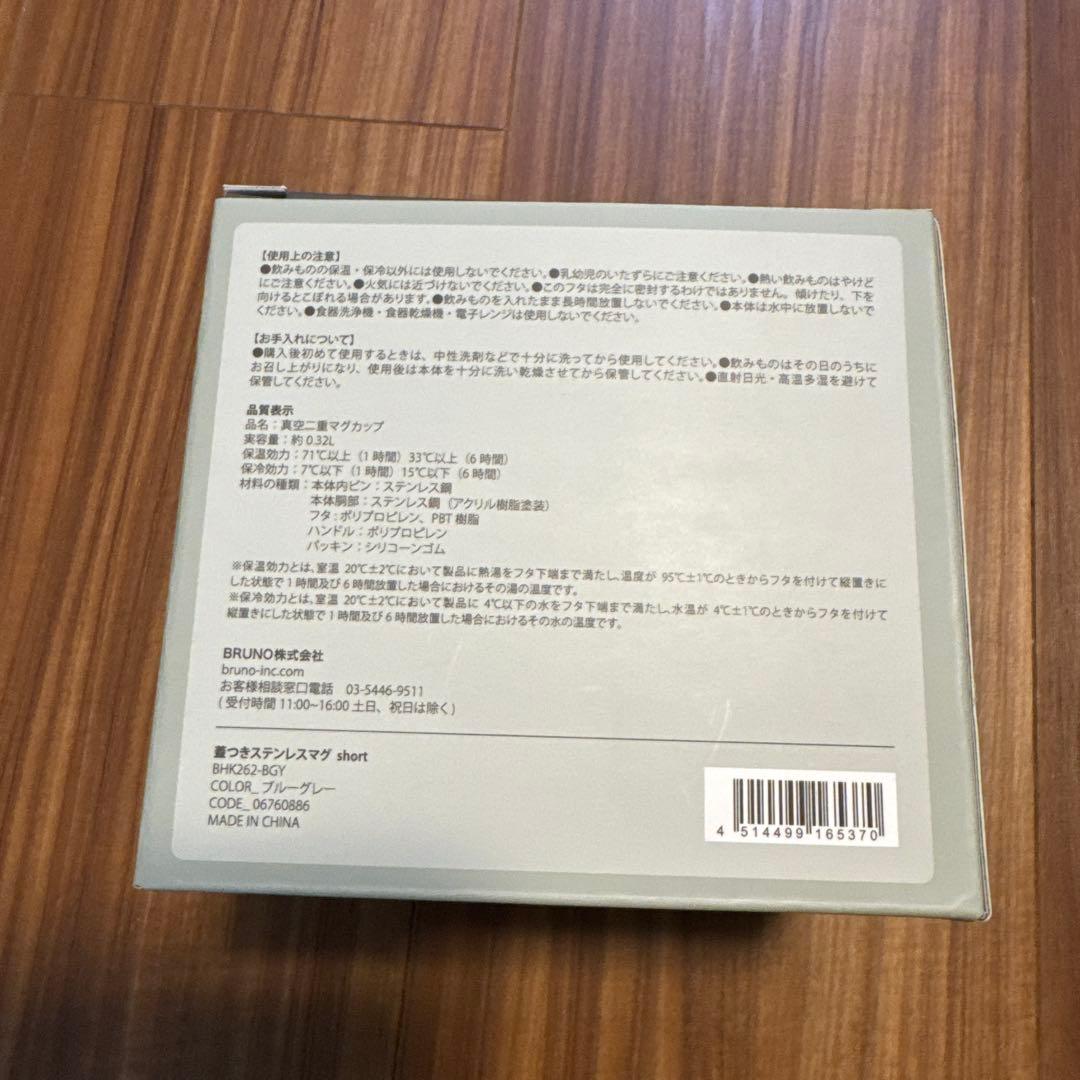 【使用上の注意】
●飲みものの保温・保冷以外には使用しないでください。●乳幼児のいたずらにご注意ください。●熱い飲みものはやけど
にご注意ください。●火気には近づけないでください。●このフタは完全に密封するわけではありません。傾けたり、下を
向けるとこぼれる場合があります。●飲みものを入れたまま長時間放置しないでください。●本体は水中に放置しないで
ください。●食器洗浄機・食器乾燥機・電子レンジは使用しないでください。
【お手入れについて】
●購入後初めて使用するときは、中性洗剤などで十分に洗ってから使用してください。●飲みものはその日のうちに
お召し上がりになり、使用後は本体を十分に洗い乾燥させてから保管してください。●直射日光・高温多湿を避けて
保管してください。
品質表示
品名：真空二重マグカップ
実容量：約 0.32L
保温効力：71℃以上（1 時間）33℃以上（6 時間）
保冷効力：7℃以下（1 時間）15℃以下（6 時間）
材料の種類：本体内ビン：ステンレス鋼
本体胴部：ステンレス鋼（アクリル樹脂塗装）
フタ：ポリプロピレン、PBT 樹脂
ハンドル：ポリプロピレン
パッキン：シリコーンゴム
※保温効力とは、室温 20℃±2℃において製品に熱湯をフタ下端まで満たし、温度が 95℃±1℃のときからフタを付けて縦置きに
した状態で 1 時間及び 6 時間放置した場合におけるその湯の温度です。
※保冷効力とは、室温 20℃±2℃において製品に 4℃以下の水をフタ下端まで満たし、水温が 4℃±1℃のときからフタを付けて
縦置きにした状態で 1 時間及び 6 時間放置した場合におけるその水の温度です。
BRUNO株式会社
bruno-inc.com
お客様相談窓口電話 03-5446-9511
( 受付時間 11:00~16:00 土日、祝日は除く )
蓋つきステンレスマグ short
BHK262-BGY
COLOR_ ブルーグレー
CODE_ 06760886
MADE IN CHINA
4 514499 165370